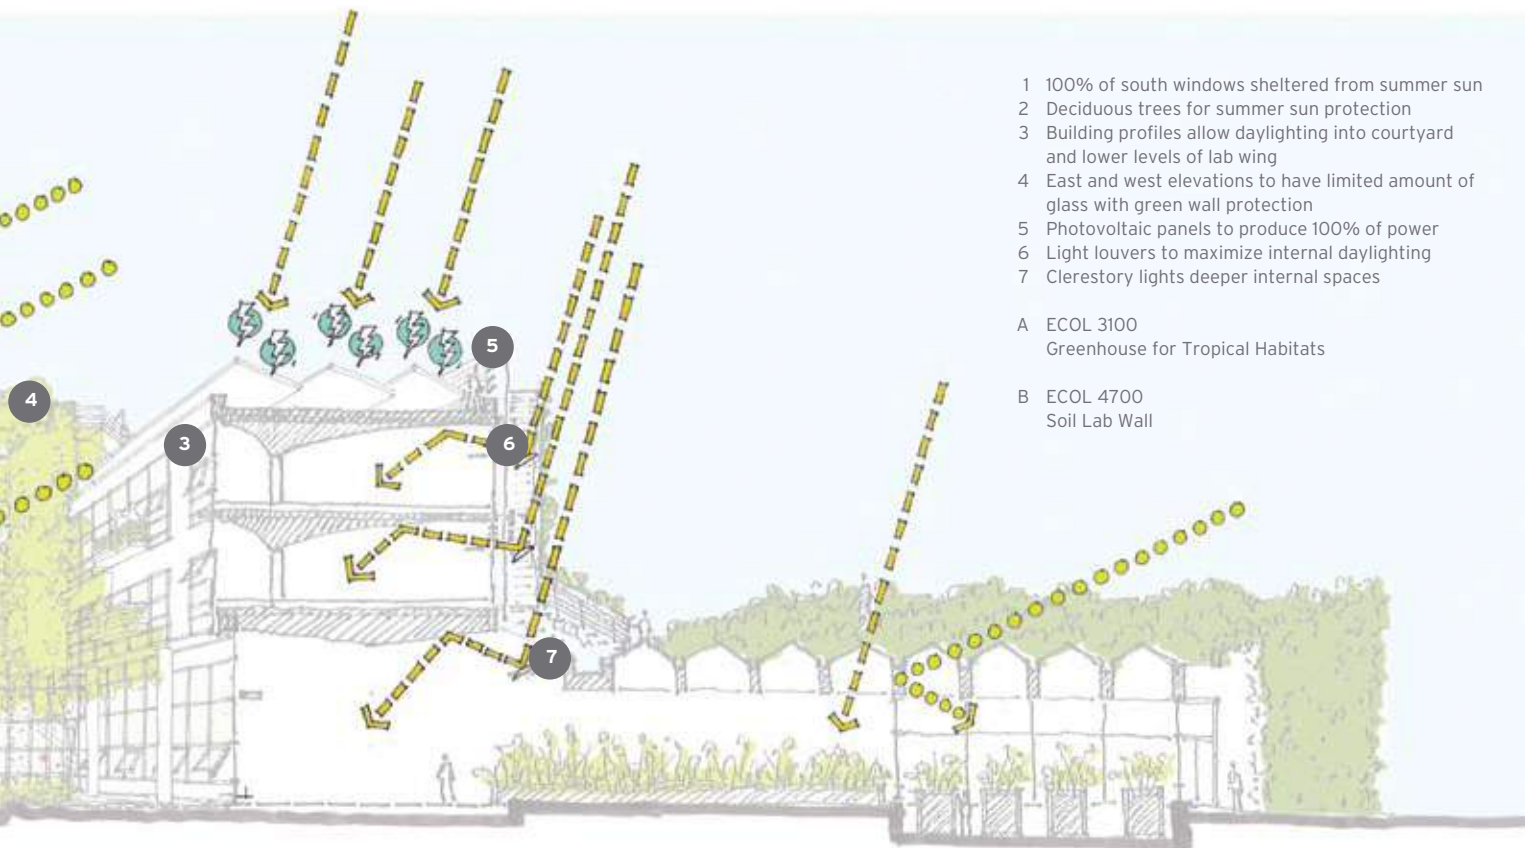 1 100% of south windows sheltered from summer sun
2 Deciduous trees for summer sun protection
3 Building profiles allow daylighting into courtyard
and lower levels of lab wing
4 East and west elevations to have limited amount of
glass with green wall protection
5 Photovoltaic panels to produce 100% of power
6 Light louvers to maximize internal daylighting
7 Clerestory lights deeper internal spaces
A ECOL 3100
Greenhouse for Tropical Habitats
B ECOL 4700
Soil Lab Wall
5
4
3
6
7